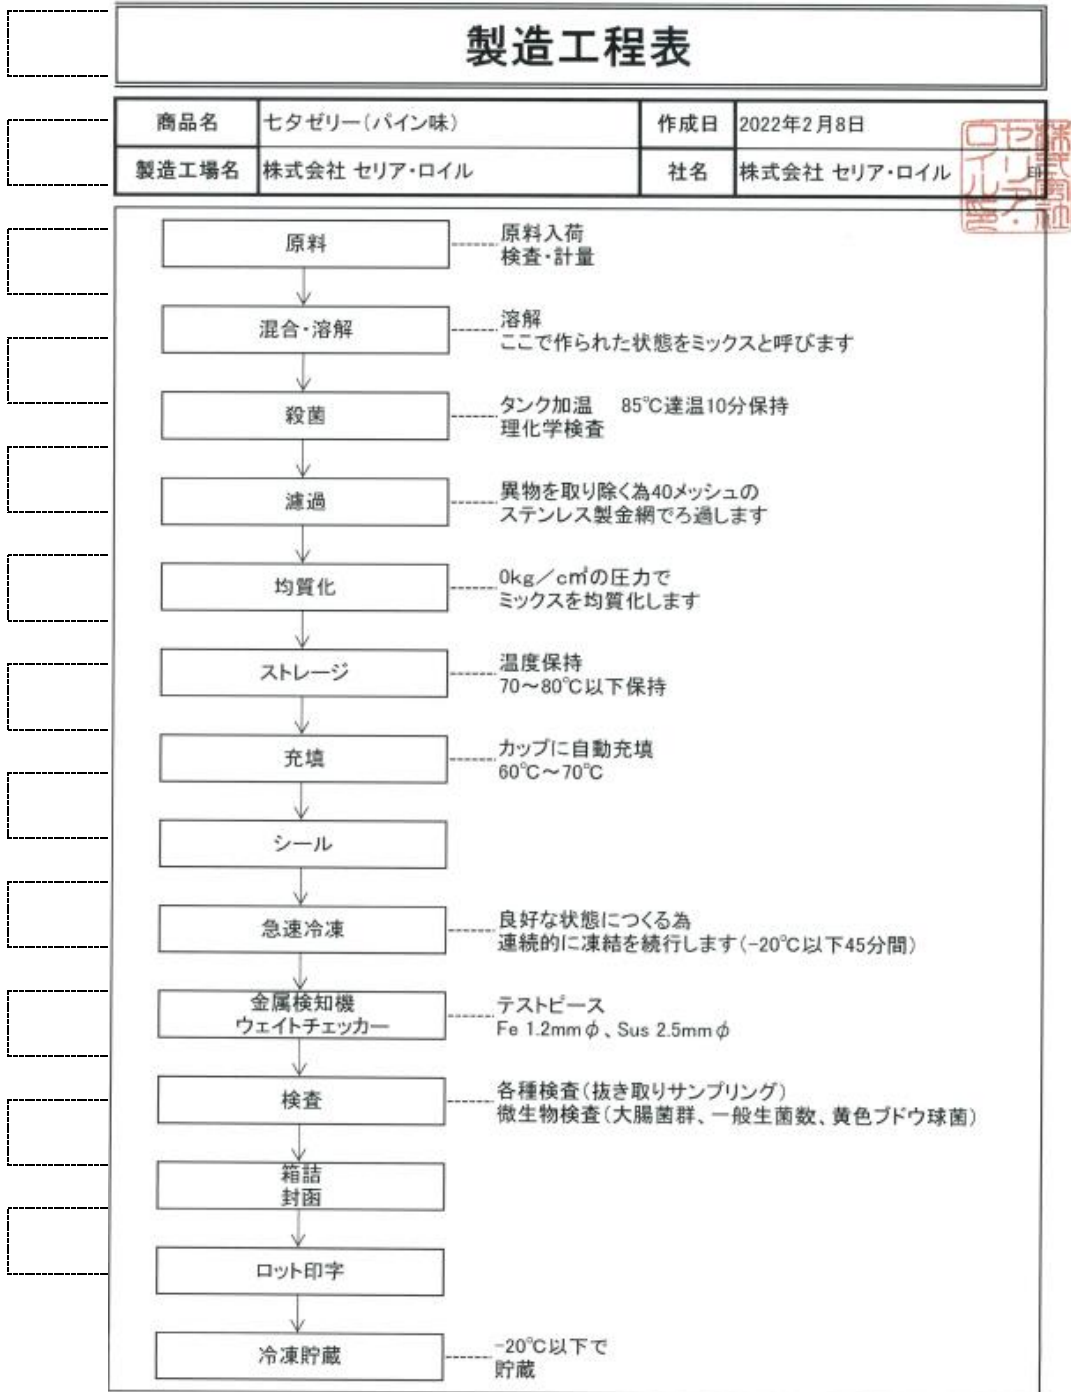 製造工程表
商品名 七夕ゼリー(パイン味) 作成日 2022年2月8日
製造工場名 株式会社 セリア・ロイル 社名 株式会社 セリア・ロイル 印
株式会社
セリア・
ロイル印
原料 原料入荷
検査・計量
混合・溶解 溶解
ここで作られた状態をミックスと呼びます
殺菌 タンク加温 85℃達温10分保持
理化学検査
濾過 異物を取り除く為40メッシュの
ステンレス製金網でろ過します
均質化 0kg/c㎡の圧力で
ミックスを均質化します
ストレージ 温度保持
70～80℃以下保持
充填 カップに自動充填
60℃～70℃
シール
急速冷凍 良好な状態につくる為
連続的に凍結を続行します(-20℃以下45分間)
金属検知機 テストピース
ウェイトチェッカー Fe 1.2mmφ、Sus 2.5mmφ
検査 各種検査(抜き取りサンプリング)
微生物検査(大腸菌群、一般生菌数、黄色ブドウ球菌)
箱詰
封函
ロット印字
冷凍貯蔵 -20℃以下で
貯蔵